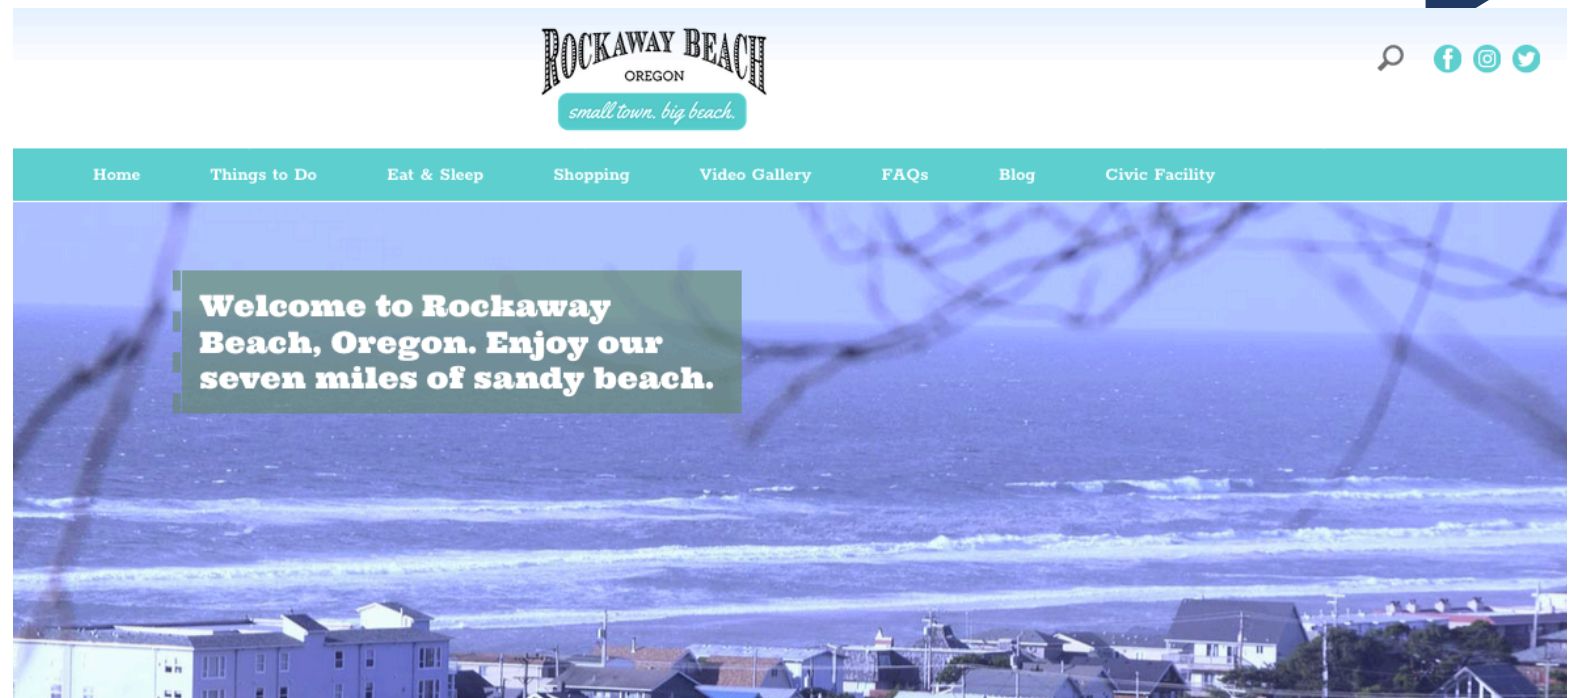 ROCKAWAY BEACH
OREGON
small town. big beach.
Home Things to Do Eat & Sleep Shopping Video Gallery FAQs Blog Civic Facility
Welcome to Rockaway
Beach, Oregon. Enjoy our
seven miles of sandy beach.